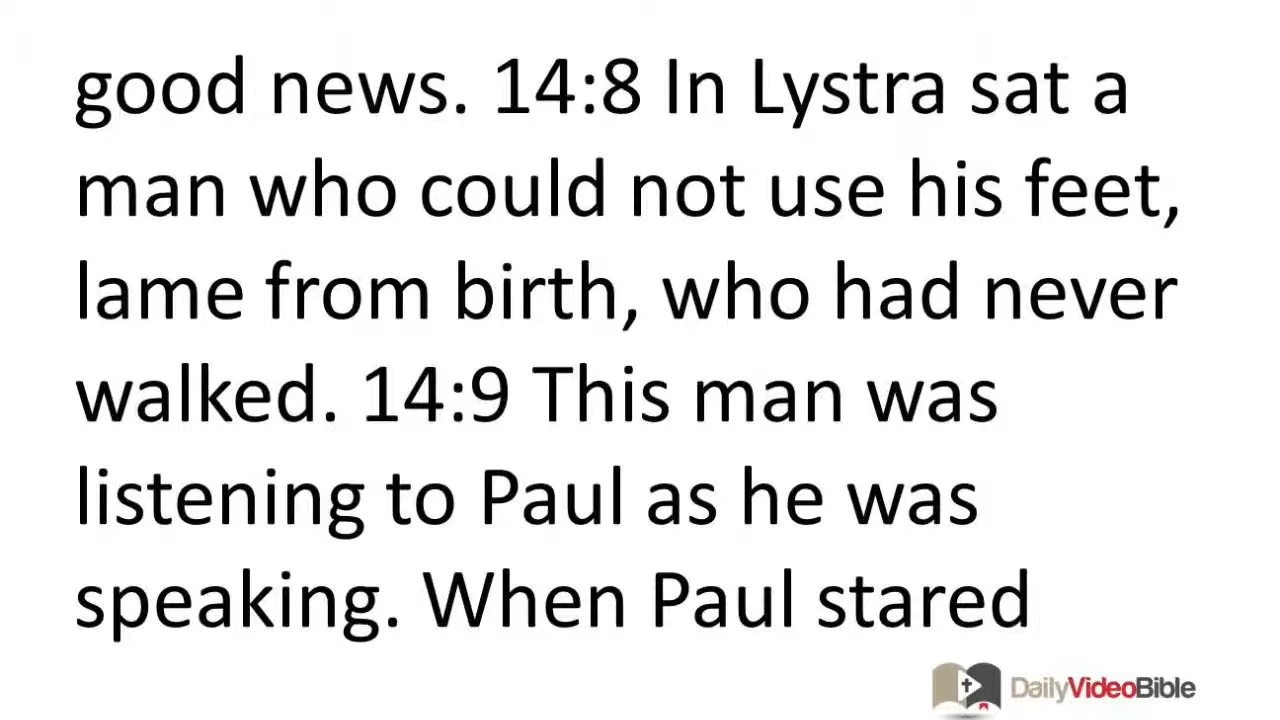 good news. 14:8 In Lystra sat a
man who could not use his feet,
lame from birth, who had never
walked. 14:9 This man was
listening to Paul as he was
speaking. When Paul stared
DailyVideoBible